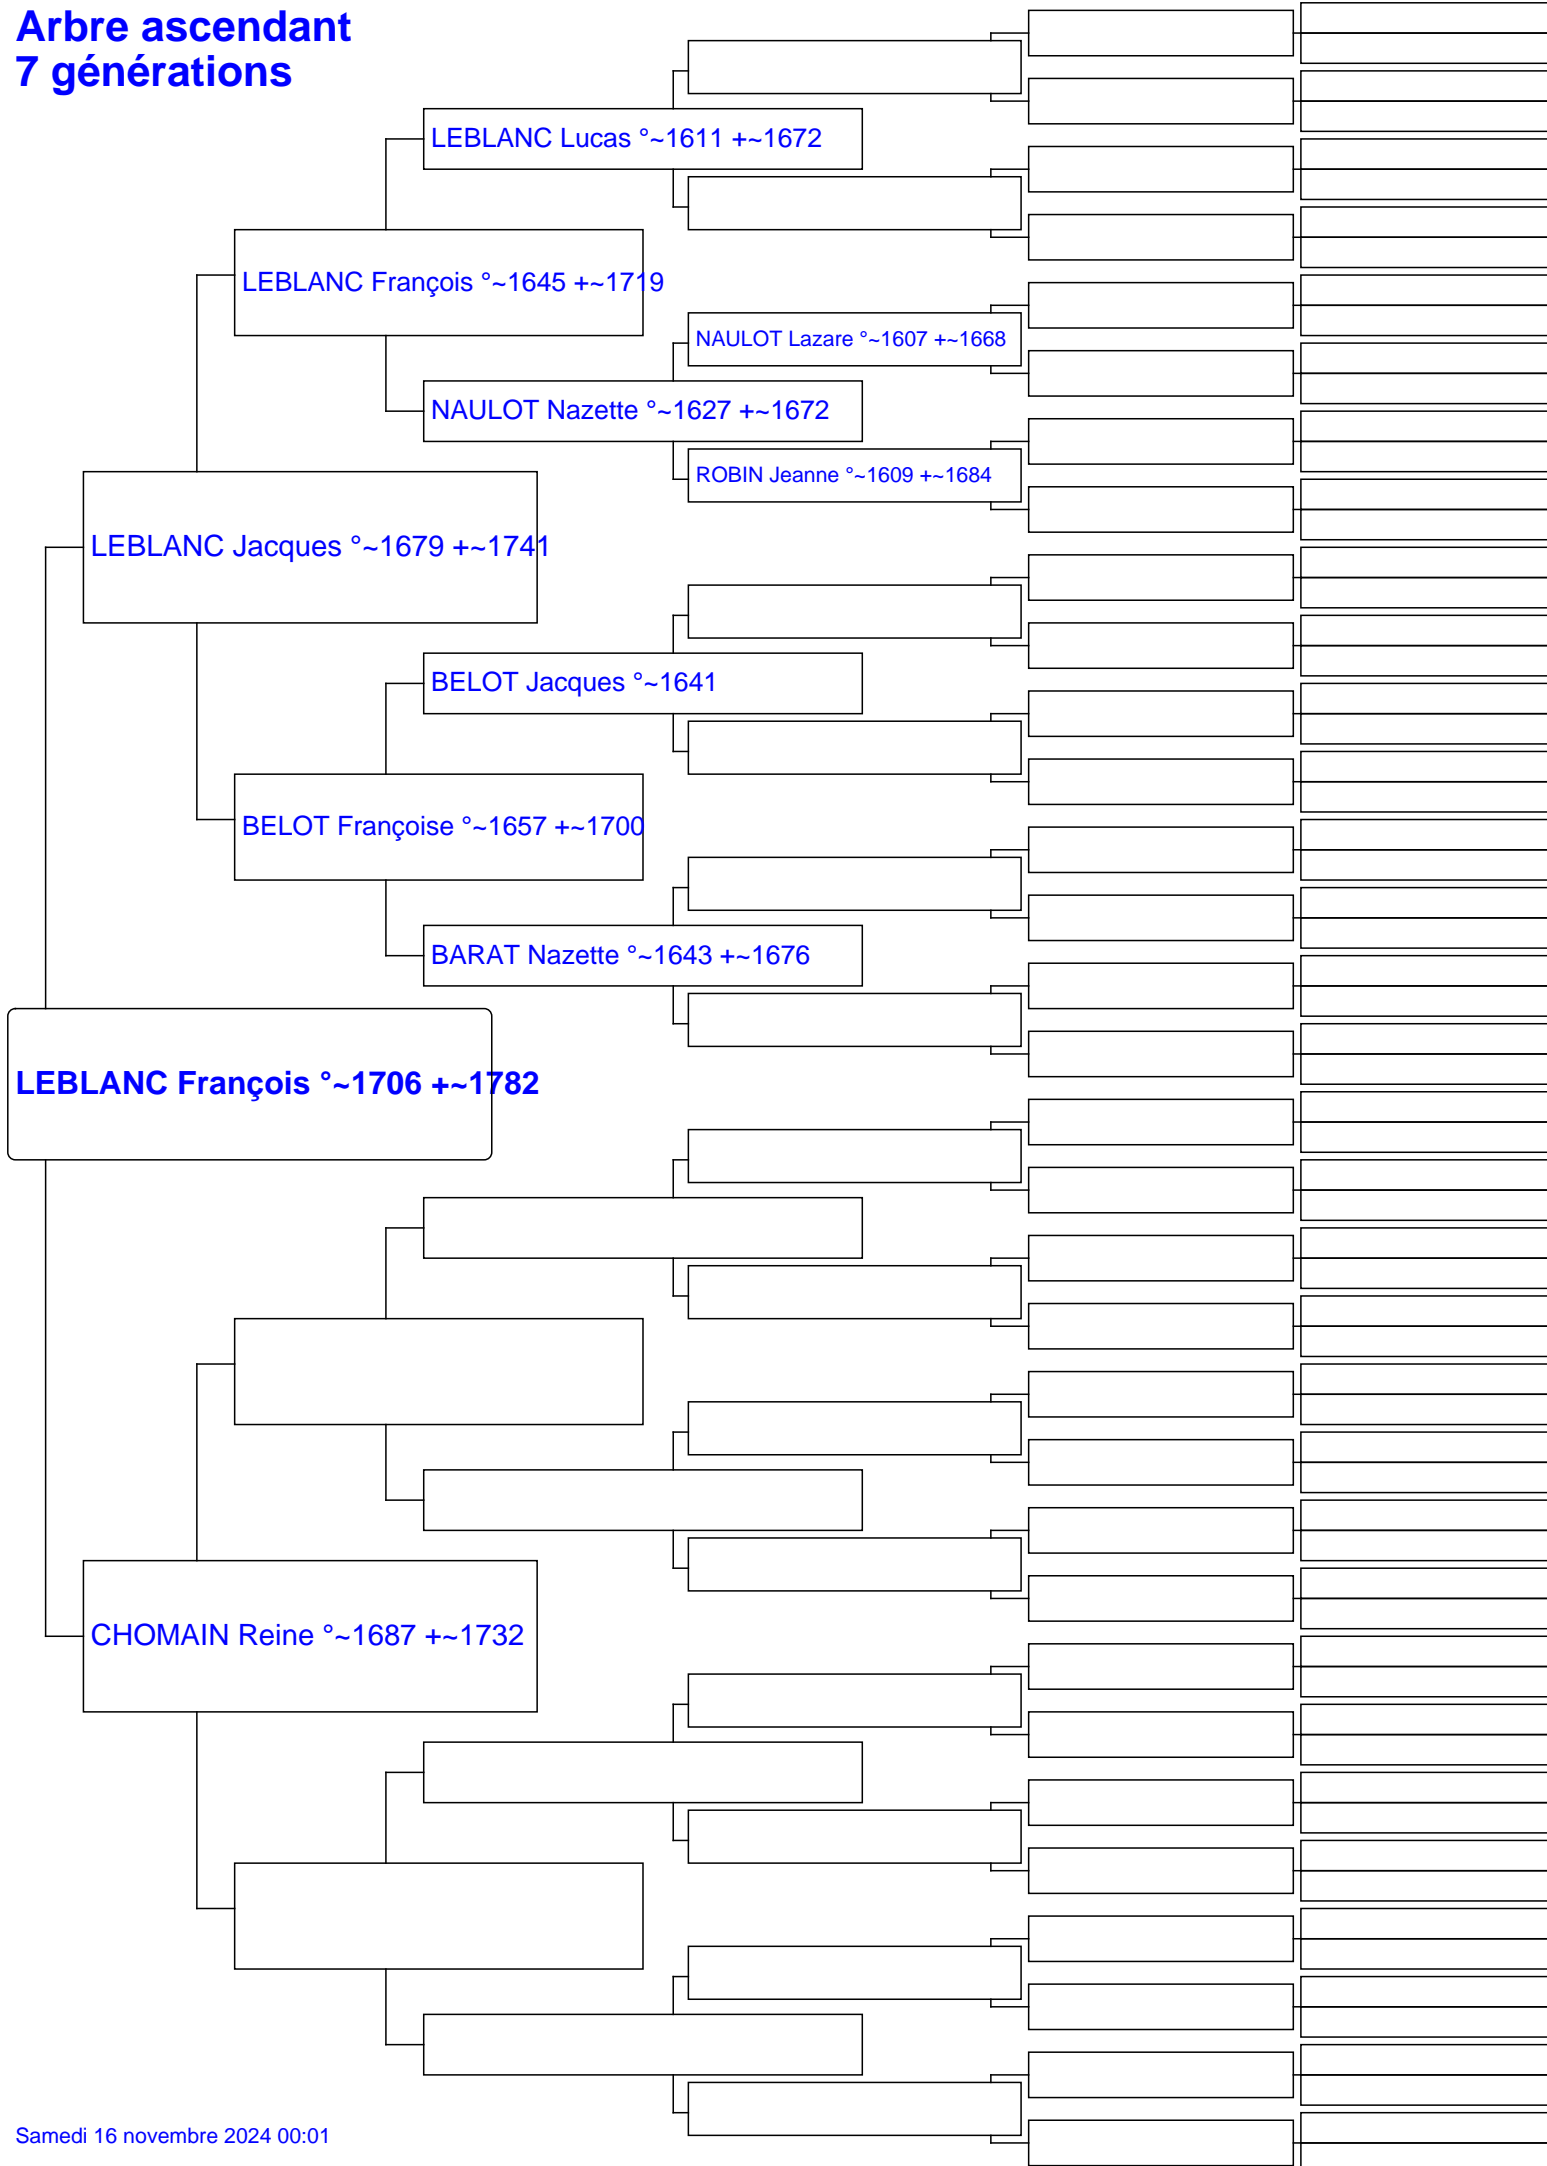 Arbre ascendant
7 générations
LEBLANC Lucas °~1611 +~1672
LEBLANC François °~1645 +~1719
NAULOT Lazare °~1607 +~1668
NAULOT Nazette °~1627 +~1672
ROBIN Jeanne °~1609 +~1684
LEBLANC Jacques °~1679 +~1741
BELOT Jacques °~1641
BELOT Françoise °~1657 +~1700
BARAT Nazette °~1643 +~1676
LEBLANC François °~1706 +~1782
CHOMAIN Reine °~1687 +~1732
Samedi 16 novembre 2024 00:01